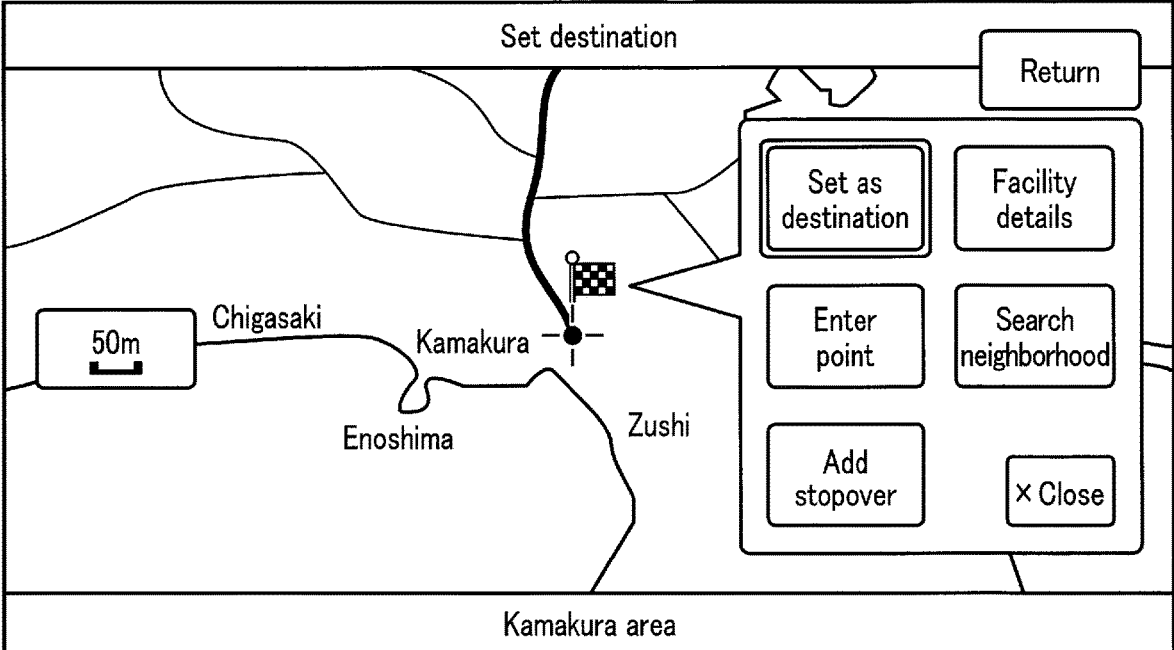 Set destination
Return
Set as
destination
Facility
details
Enter
point
Search
neighborhood
Add
stopover
× Close
50m
Chigasaki
Kamakura
Enoshima
Zushi
Kamakura area